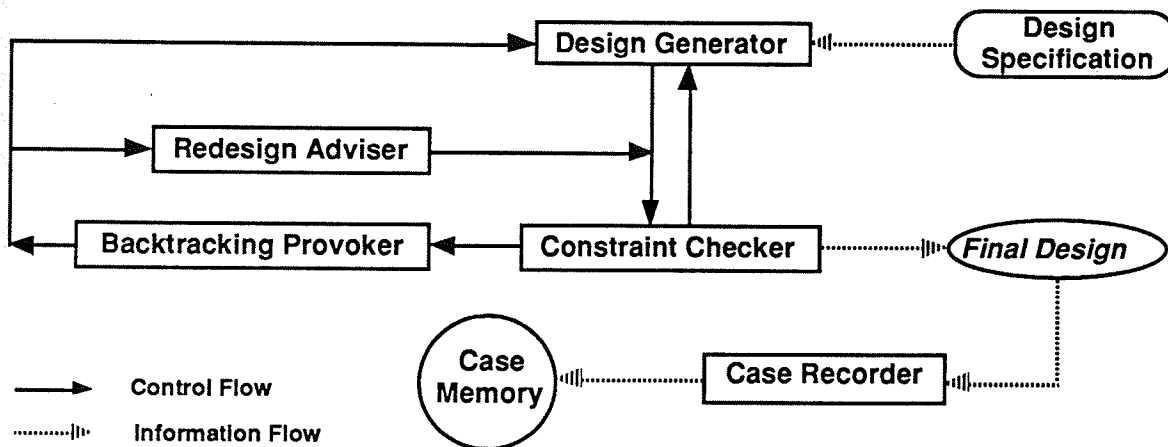 Design Generator
Design
Specification
Redesign Adviser
Backtracking Provoker
Constraint Checker
Final Design
Case
Memory
Case Recorder
Control Flow
Information Flow